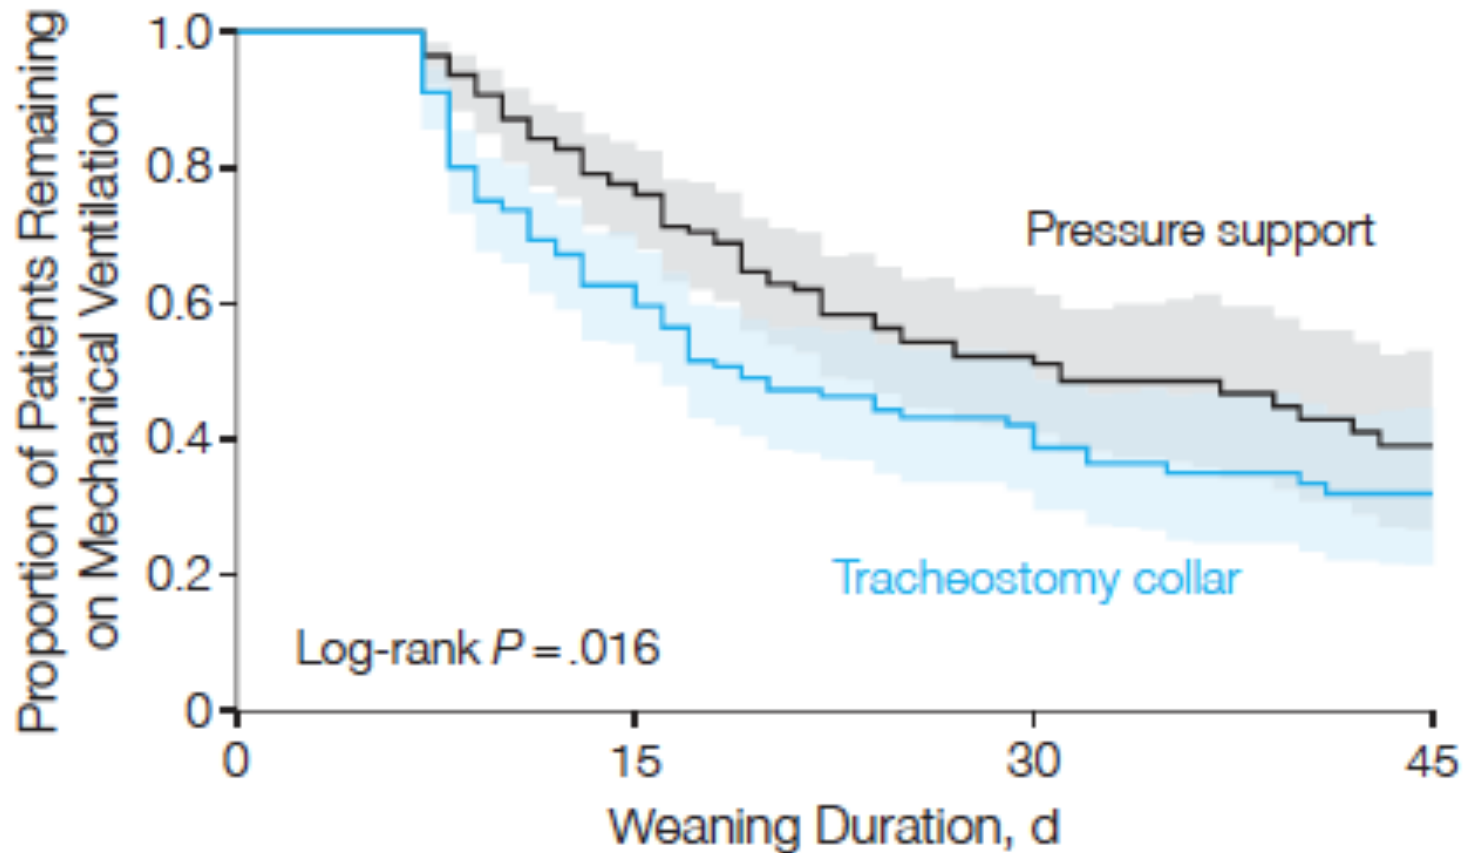 Proportion of Patients Remaining
on Mechanical Ventilation
1.0
0.8
0.6
0.4
0.2
0
Pressure support
Tracheostomy collar
Log-rank P = .016
0 15 30 45
Weaning Duration, d